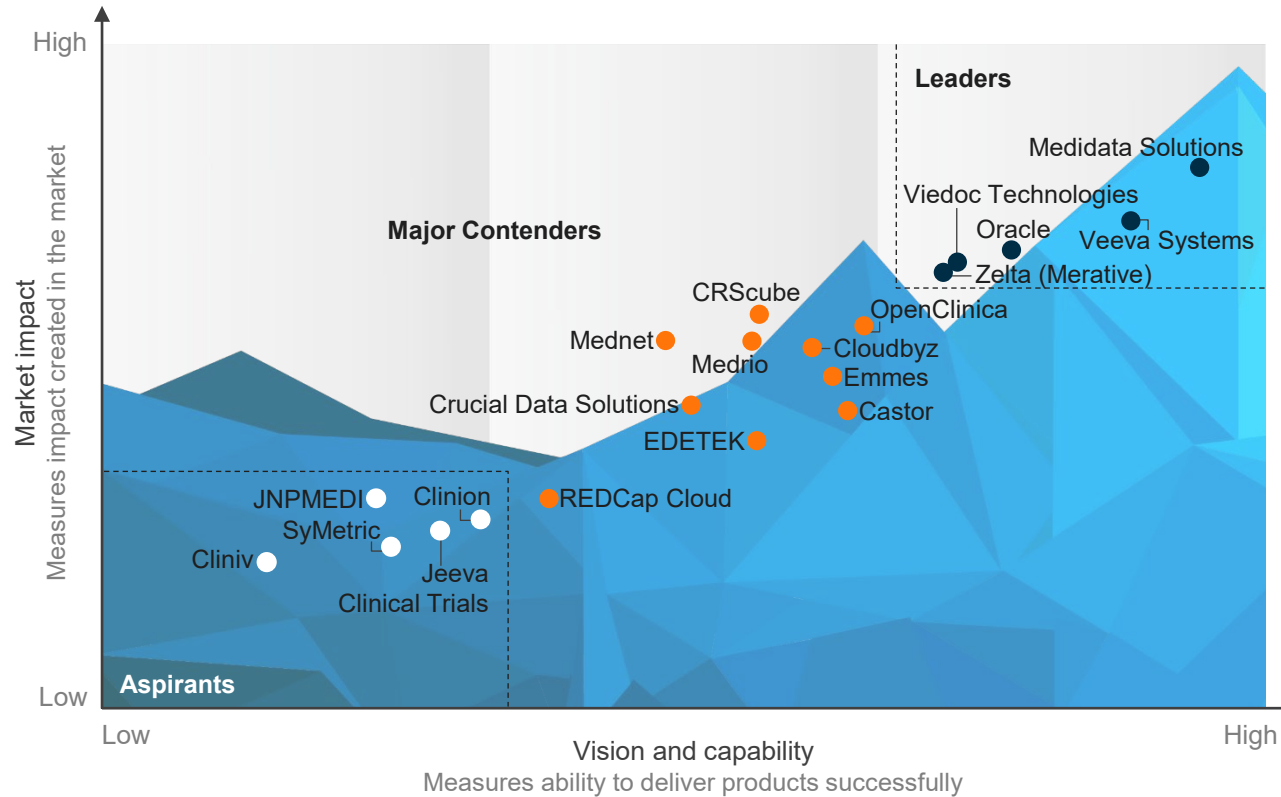 High
Leaders
Medidata Solutions
Viedoc Technologies
Oracle
Veeva Systems
Major Contenders
Zelta (Merative)
CRScube
OpenClinica
Mednet
Cloudbyz
Medrio
Emmes
Crucial Data Solutions
Castor
EDETEK
JNPMEDI
Clinion
REDCap Cloud
SyMetric
Cliniv
Jeeva
Clinical Trials
Aspirants
Market impact
Measures impact created in the market
Low
Low
High
Vision and capability
Measures ability to deliver products successfully